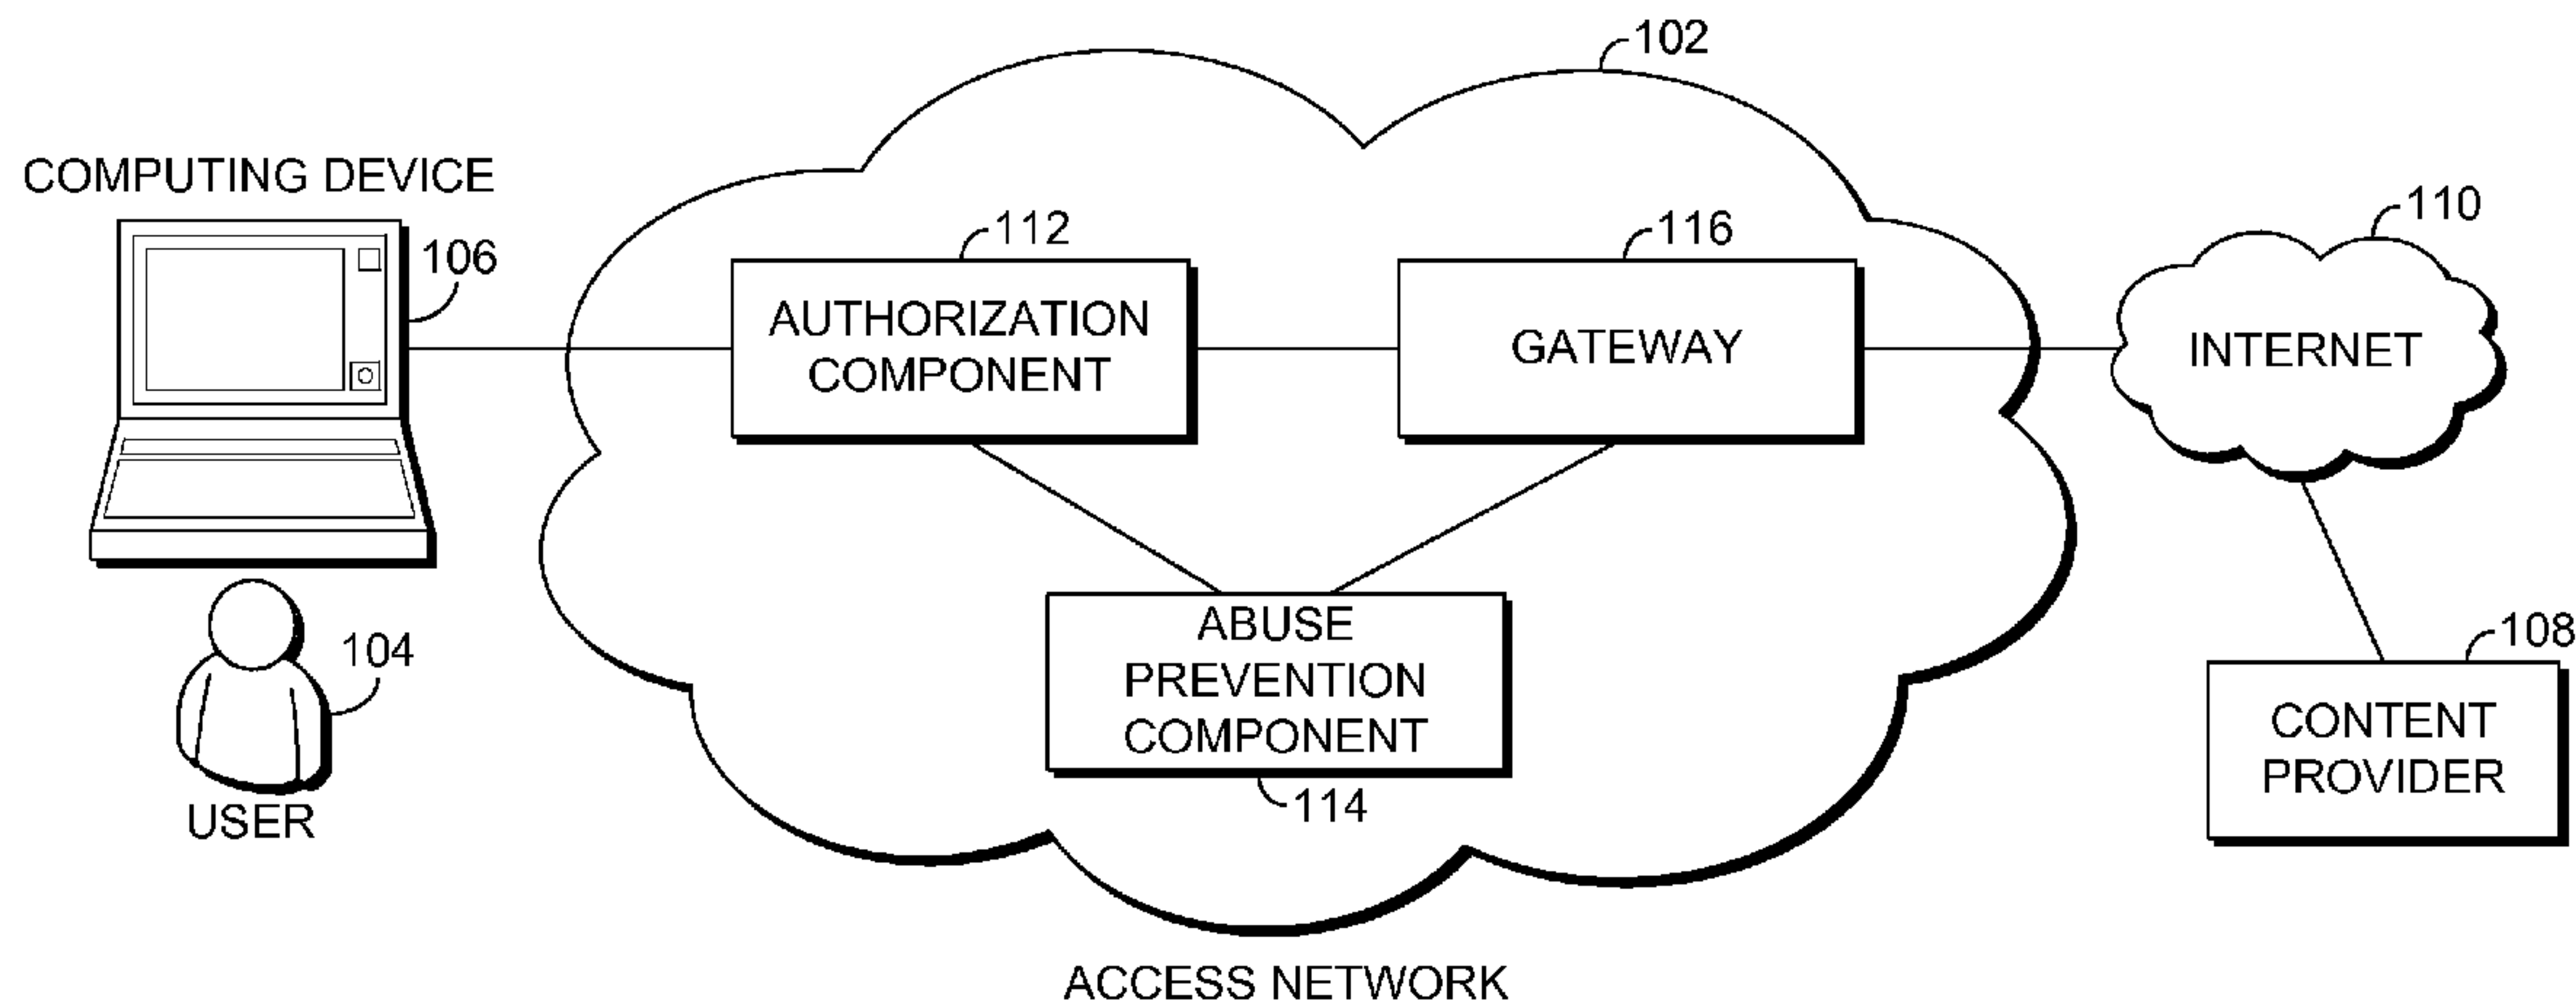 102
COMPUTING DEVICE
106
112
116
110
AUTHORIZATION
COMPONENT
GATEWAY
INTERNET
104
USER
ABUSE
PREVENTION
COMPONENT
114
108
CONTENT
PROVIDER
ACCESS NETWORK